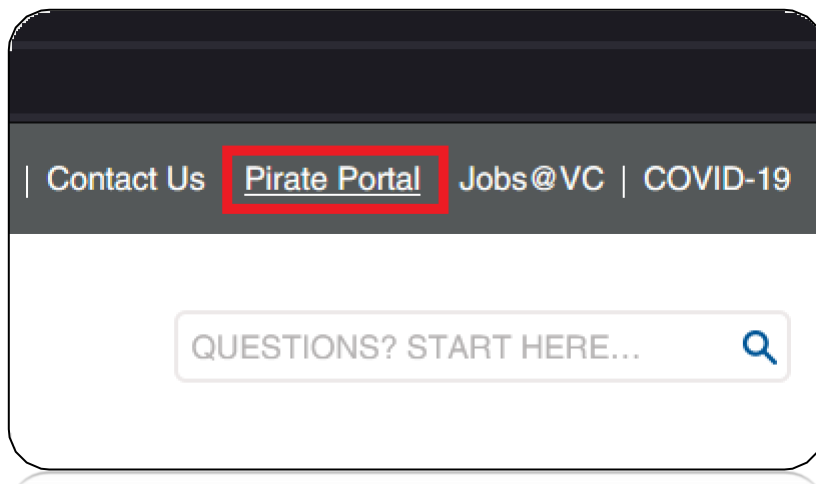 | Contact Us Pirate Portal Jobs@VC | COVID-19
QUESTIONS? START HERE...